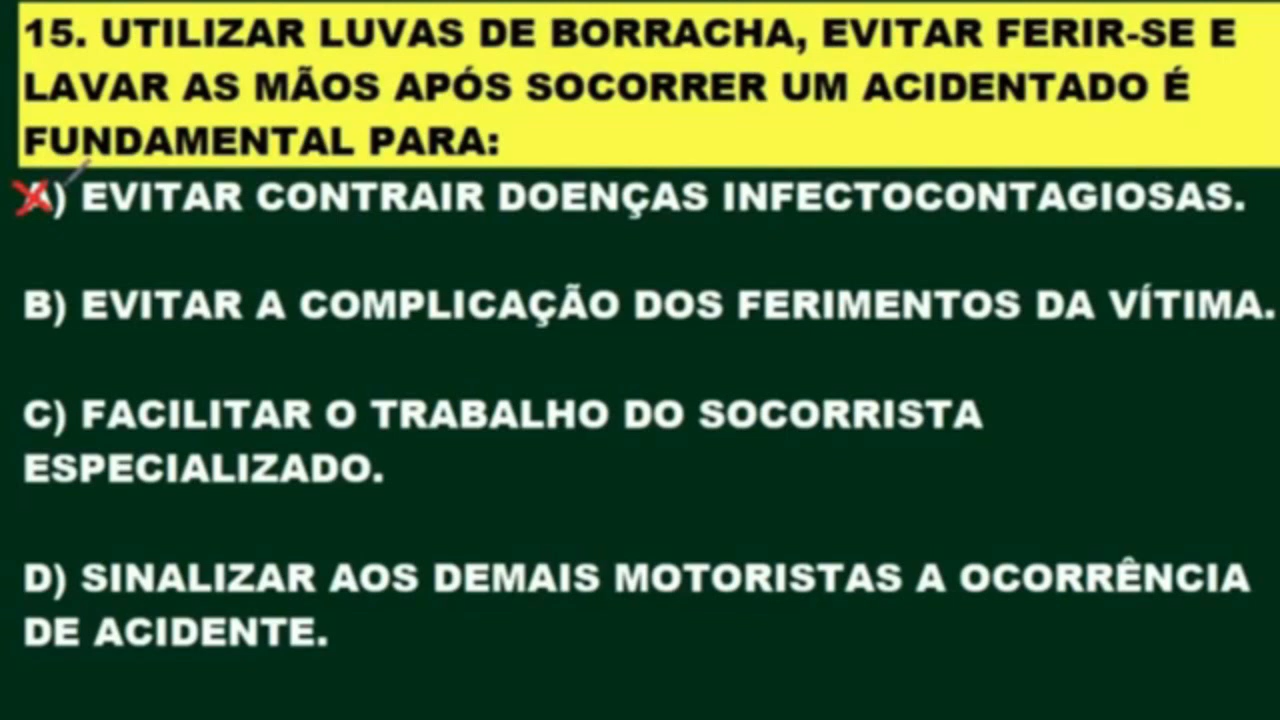 15. UTILIZAR LUVAS DE BORRACHA, EVITAR FERIR-SE E
LAVAR AS MÃOS APÓS SOCORRER UM ACIDENTADO É
FUNDAMENTAL PARA:
A) EVITAR CONTRAIR DOENÇAS INFECTOCONTAGIOSAS.
B) EVITAR A COMPLICAÇÃO DOS FERIMENTOS DA VÍTIMA.
C) FACILITAR O TRABALHO DO SOCORRISTA
ESPECIALIZADO.
D) SINALIZAR AOS DEMAIS MOTORISTAS A OCORRÊNCIA
DE ACIDENTE.